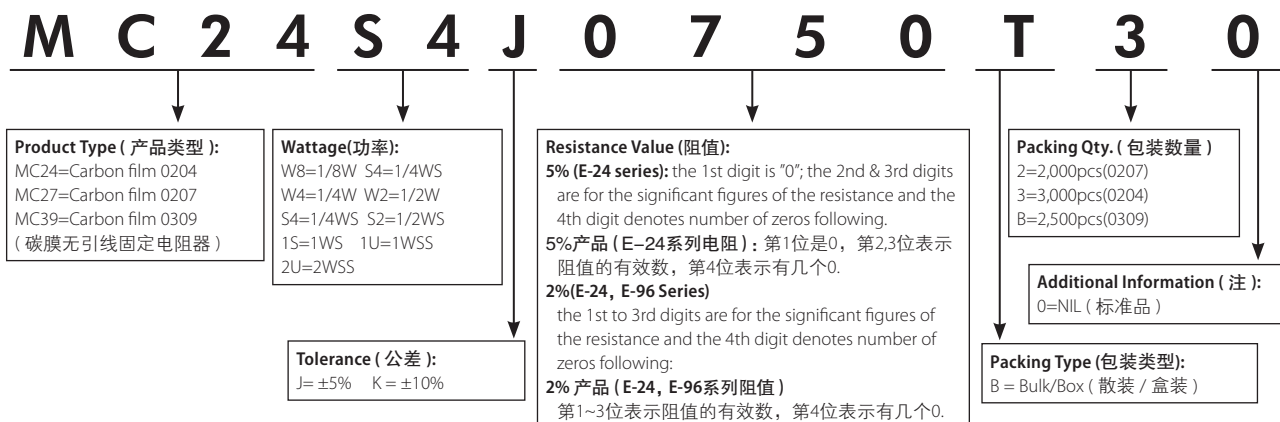 M C 2 4 S 4 J 0 7 5 0 T 3 0
Product Type ( 产品类型 ):
MC24=Carbon film 0204
MC27=Carbon film 0207
MC39=Carbon film 0309
( 碳膜无引线固定电阻器 )
Wattage(功率):
W8=1/8W S4=1/4WS
W4=1/4W W2=1/2W
S4=1/4WS S2=1/2WS
1S=1WS 1U=1WSS
2U=2WSS
Tolerance ( 公差 ):
J= ±5% K = ±10%
Resistance Value (阻值):
5% (E-24 series): the 1st digit is "0"; the 2nd & 3rd digits
are for the significant figures of the resistance and the
4th digit denotes number of zeros following.
5%产品 ( E-24系列电阻 ) : 第1位是0，第2,3位表示
阻值的有效数，第4位表示有几个0.
2%(E-24, E-96 Series)
the 1st to 3rd digits are for the significant figures of
the resistance and the 4th digit denotes number of
zeros following:
2% 产品 ( E-24, E-96系列阻值 )
第1~3位表示阻值的有效数，第4位表示有几个0.
Packing Qty. ( 包装数量 )
2=2,000pcs(0207)
3=3,000pcs(0204)
B=2,500pcs(0309)
Additional Information ( 注 ):
0=NIL ( 标准品 )
Packing Type (包装类型):
B = Bulk/Box ( 散装 / 盒装 )